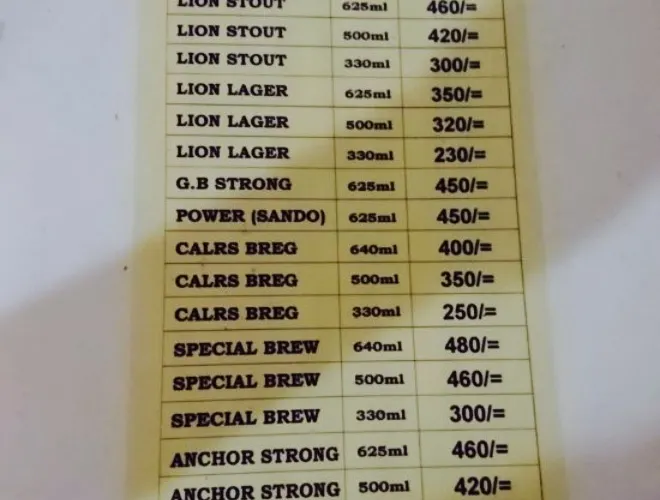 LION STOUT 625ml 460/=
LION STOUT 500ml 420/=
LION STOUT 330ml 300/=
LION LAGER 625ml 350/=
LION LAGER 500ml 320/=
LION LAGER 330ml 230/=
G.B STRONG 625ml 450/=
POWER (SANDO) 625ml 450/=
CALRS BREG 640ml 400/=
CALRS BREG 500ml 350/=
CALRS BREG 330ml 250/=
SPECIAL BREW 640ml 480/=
SPECIAL BREW 500ml 460/=
SPECIAL BREW 330ml 300/=
ANCHOR STRONG 625ml 460/=
ANCHOR STRONG 500ml 420/=